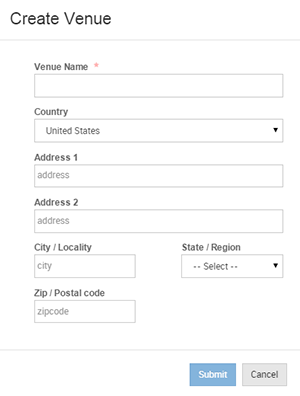 Create Venue
Venue Name *
Country
United States
Address 1
address
Address 2
address
City / Locality State / Region
city -- Select --
Zip / Postal code
zipcode
Submit Cancel